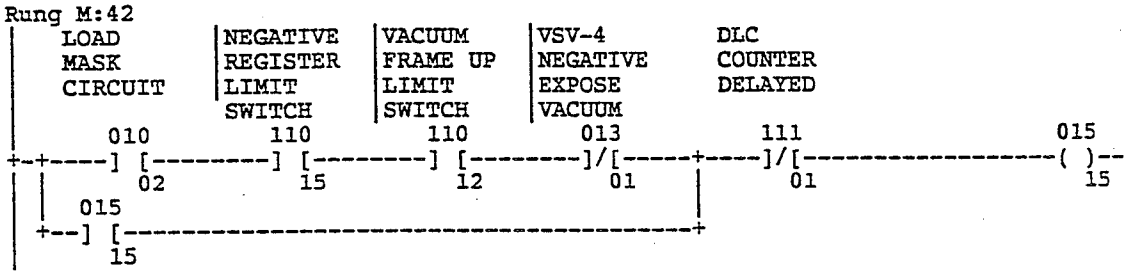 Rung M:42
LOAD |NEGATIVE |VACUUM |VSV-4 DLC
MASK |REGISTER |FRAME UP |NEGATIVE COUNTER
CIRCUIT |LIMIT |LIMIT |EXPOSE DELAYED
|SWITCH |SWITCH |VACUUM
010 110 110 013 111 015
+-+----] [--------] [--------] [--------]/[-----+----]/[------------------( )--
02 15 12 01 01 15
015
+--] [------------------------------------------+
15